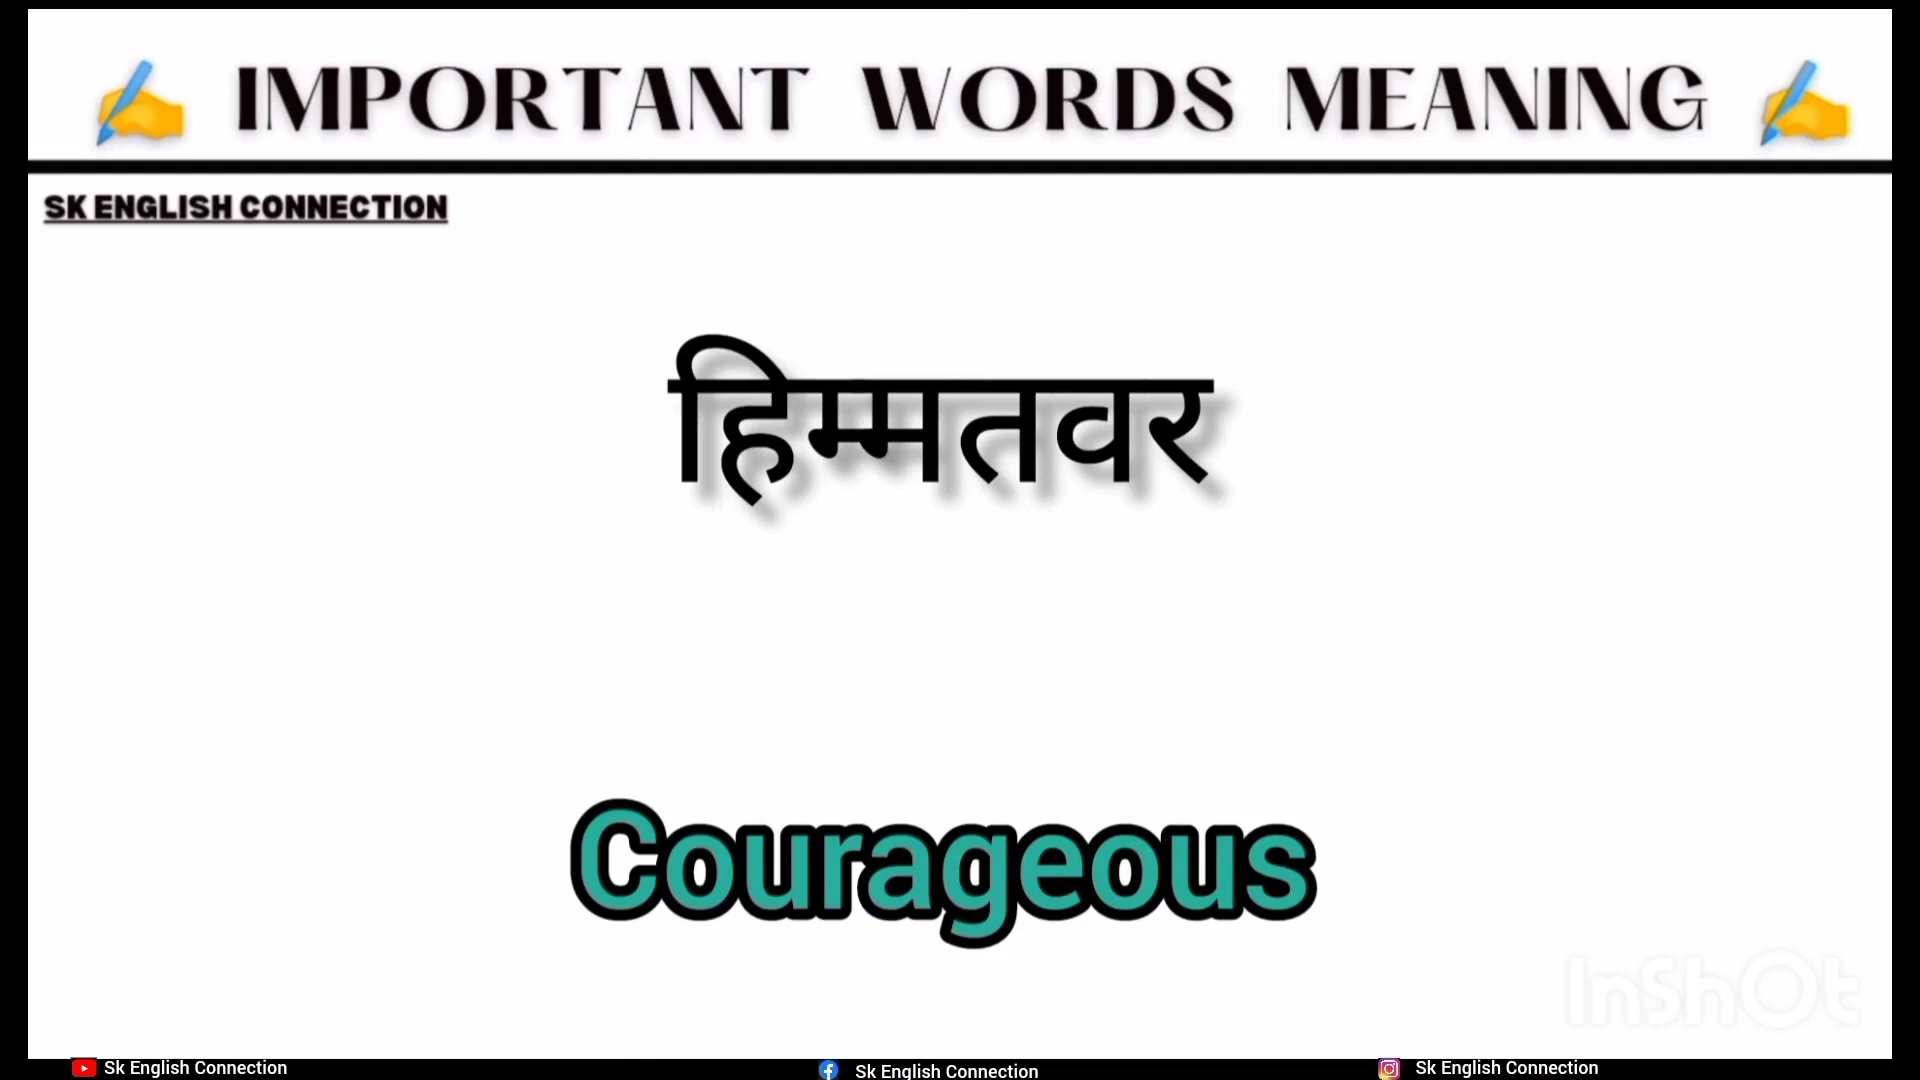 IMPORTANT WORDS MEANING
SK ENGLISH CONNECTION
हिम्मतवर
Courageous
InShOt
Sk English Connection
Sk English Connection
Sk English Connection